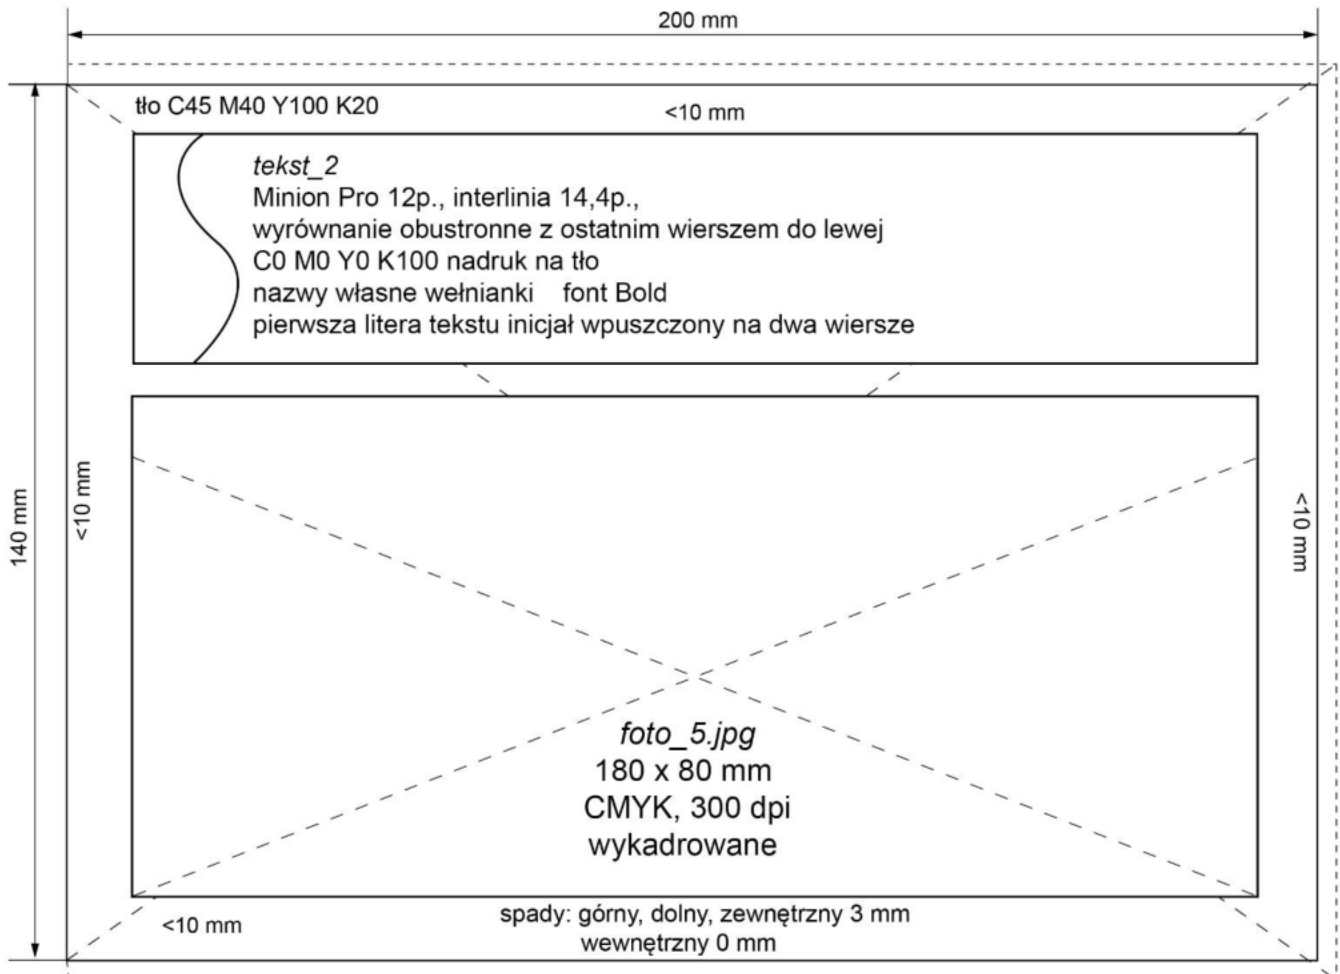 200 mm
tło C45 M40 Y100 K20
<10 mm
tekst_2
Minion Pro 12p., interlinia 14,4p.,
wyrównanie obustronne z ostatnim wierszem do lewej
C0 M0 Y0 K100 nadruk na tło
nazwy własne wełnianki font Bold
pierwsza litera tekstu inicjał wpuszczony na dwa wiersze
140 mm
<10 mm
<10 mm
foto_5.jpg
180 x 80 mm
CMYK, 300 dpi
wykadrowane
<10 mm
spady: górny, dolny, zewnętrzny 3 mm
wewnętrzny 0 mm